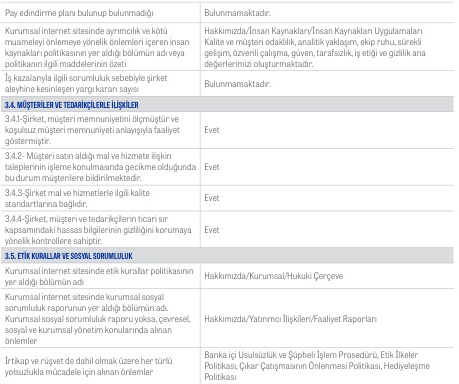 Pay edindirme planı bulunup bulunmadığı
Bulunmamaktadır.
Kurumsal internet sitesinde ayrımcılık ve kötü
muameleyi önlemeye yönelik önlemleri içeren insan
kaynakları politikasının yer aldığı bölümün adı veya
politikanın ilgili maddelerinin özeti
Hakkımızda/İnsan Kaynakları/İnsan Kaynakları Uygulamaları
Kalite ve müşteri odaklılık, analitik yaklaşım, ekip ruhu, sürekli
gelişim, özverili çalışma, güven, tarafsızlık, iş etiği ve gizlilik ana
değerlerimizi oluşturmaktadır.
İş kazalarıyla ilgili sorumluluk sebebiyle şirket
aleyhine kesinleşen yargı kararı sayısı
Bulunmamaktadır.
3.4. MÜŞTERİLER VE TEDARİKÇİLERLE İLİŞKİLER
3.4.1-Şirket, müşteri memnuniyetini ölçmüştür ve
koşulsuz müşteri memnuniyeti anlayışıyla faaliyet
göstermiştir.
Evet
3.4.2- Müşteri satın aldığı mal ve hizmete ilişkin
taleplerinin işleme konulmasında gecikme olduğunda
bu durum müşterilere bildirilmektedir.
Evet
3.4.3-Şirket mal ve hizmetlerle ilgili kalite
standartlarına bağlıdır.
Evet
3.4.4-Şirket, müşteri ve tedarikçilerin ticari sır
kapsamındaki hassas bilgilerinin gizliliğini korumaya
yönelik kontrollere sahiptir.
Evet
3.5. ETİK KURALLAR VE SOSYAL SORUMLULUK
Kurumsal internet sitesinde etik kurallar politikasının
yer aldığı bölümün adı
Hakkımızda/Kurumsal/Hukuki Çerçeve
Kurumsal internet sitesinde kurumsal sosyal
sorumluluk raporunun yer aldığı bölümün adı.
Kurumsal sosyal sorumluluk raporu yoksa, çevresel,
sosyal ve kurumsal yönetim konularında alınan
önlemler
Hakkımızda/Yatırımcı İlişkileri/Faaliyet Raporları
İrtikap ve rüşvet de dahil olmak üzere her türlü
yolsuzlukla mücadele için alınan önlemler
Banka içi Usulsüzlük ve Şüpheli İşlem Prosedürü, Etik İlkeler
Politikası, Çıkar Çatışmasının Önlenmesi Politikası, Hediyeleşme
Politikası